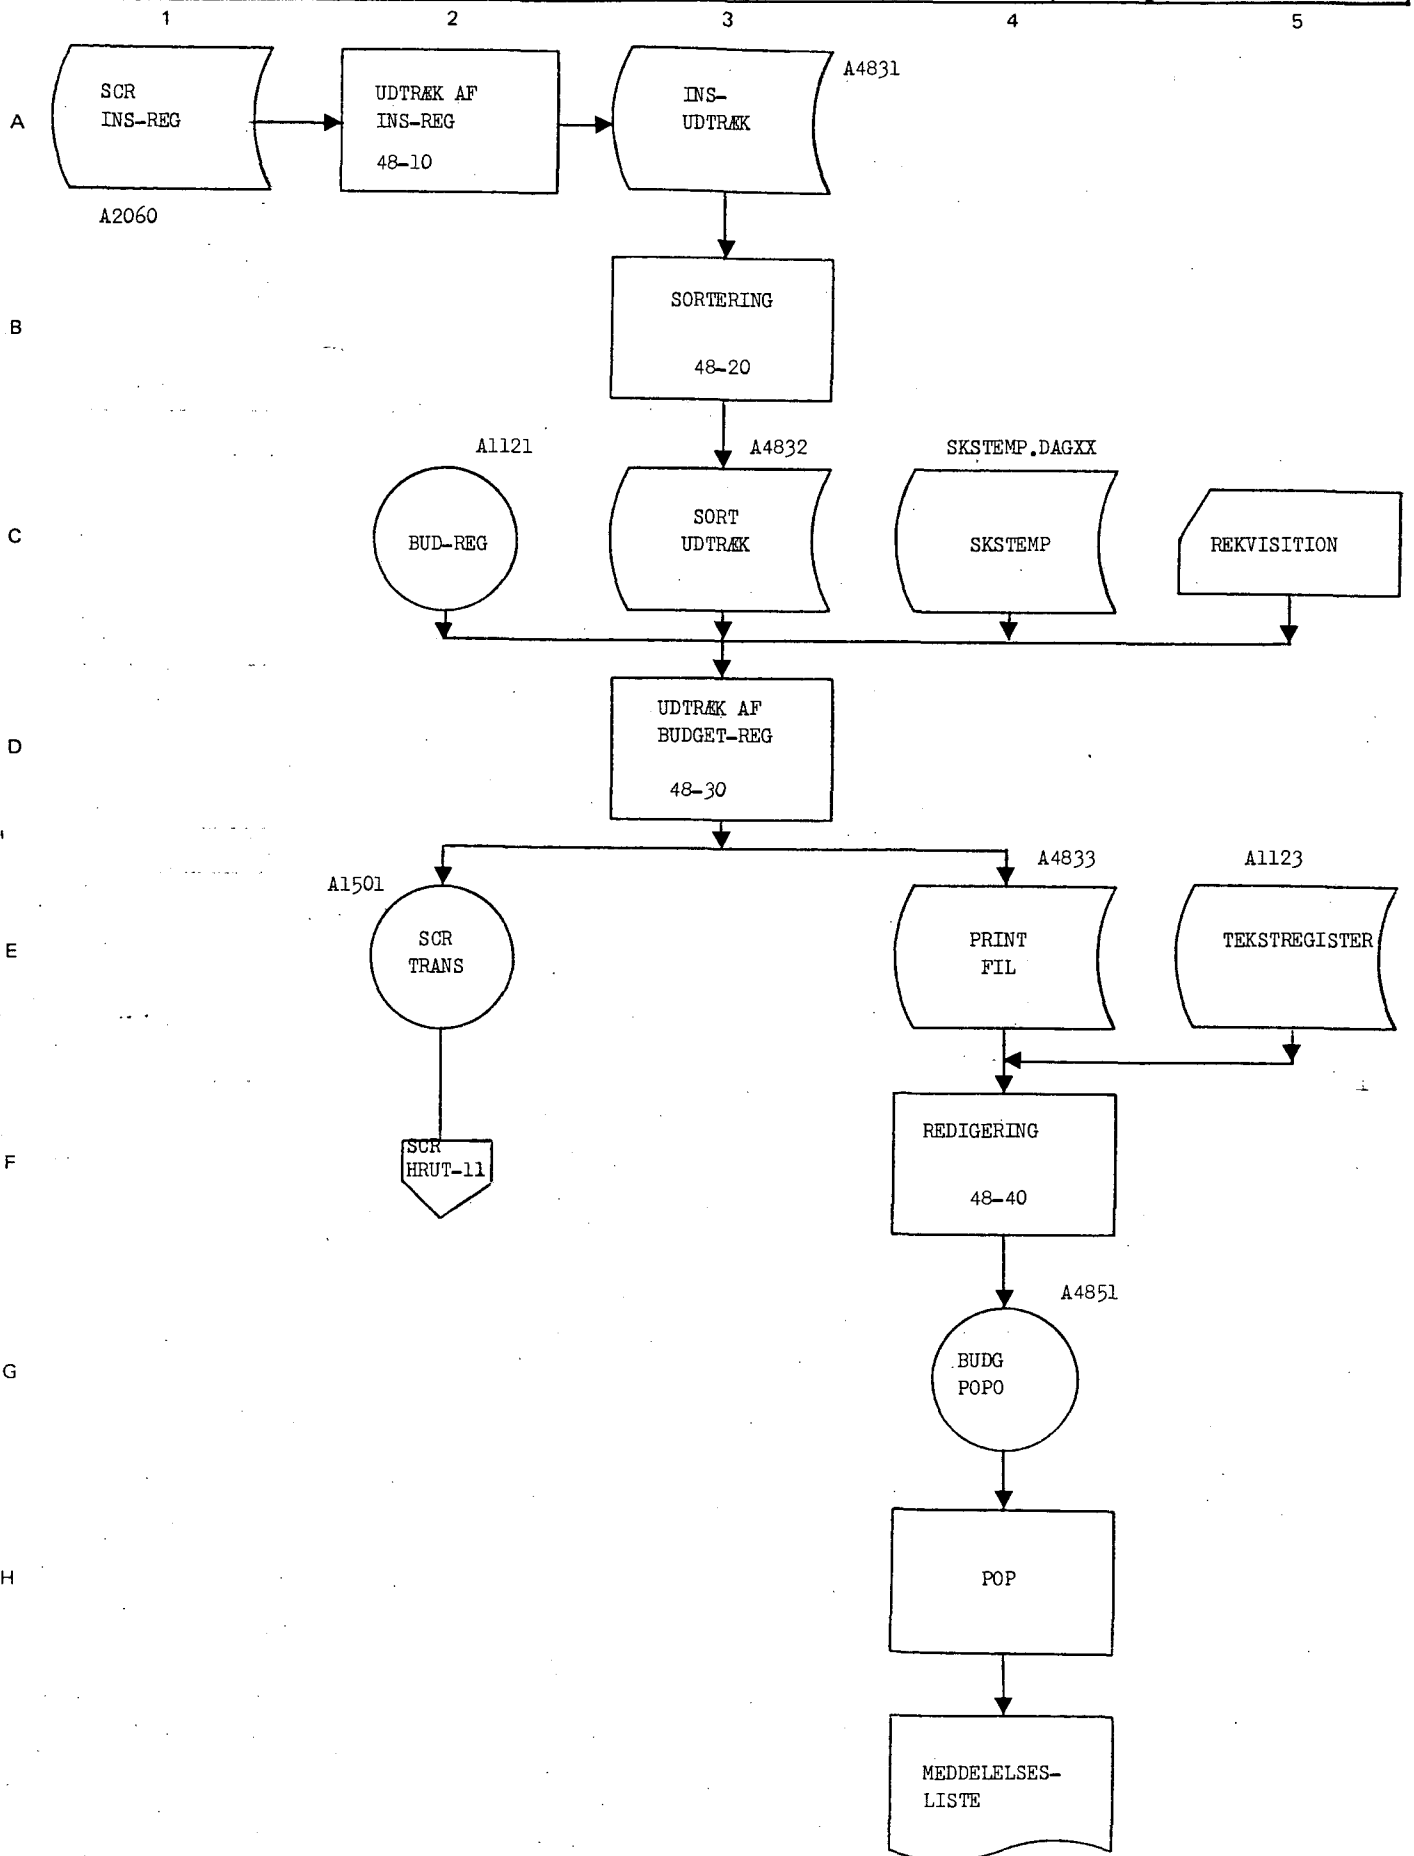 1 2 3 4 5
A
SCR
INS-REG
A2060
UDTRÆK AF
INS-REG
48-10
INS-
UDTRÆK
A4831
B
SORTERING
48-20
C
A1121
BUD-REG
A4832
SORT
UDTRÆK
SKSTEMP.DAGXX
SKSTEMP
REKVISITION
D
UDTRÆK AF
BUDGET-REG
48-30
E
A1501
SCR
TRANS
A4833
PRINT
FIL
A1123
TEKSTREGISTER
F
SCR
HRUT-11
REDIGERING
48-40
G
A4851
BUDG
POPO
H
POP
MEDDELELSES-
LISTE